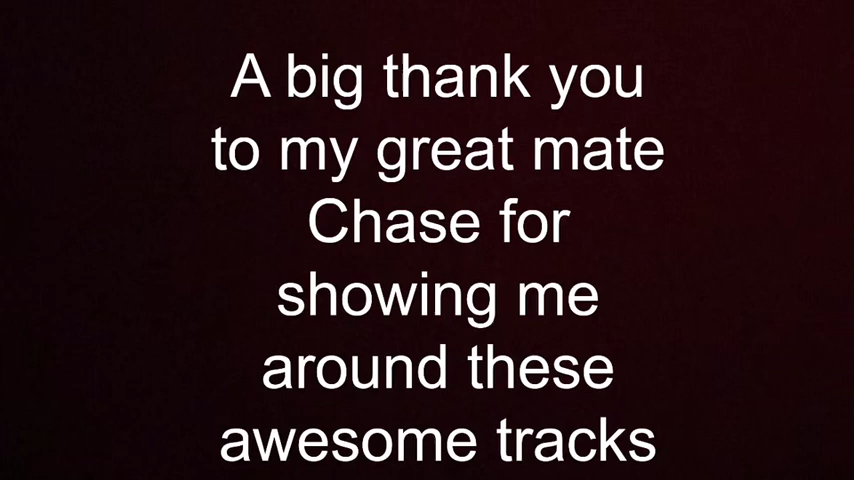 A big thank you
to my great mate
Chase for
showing me
around these
awesome tracks